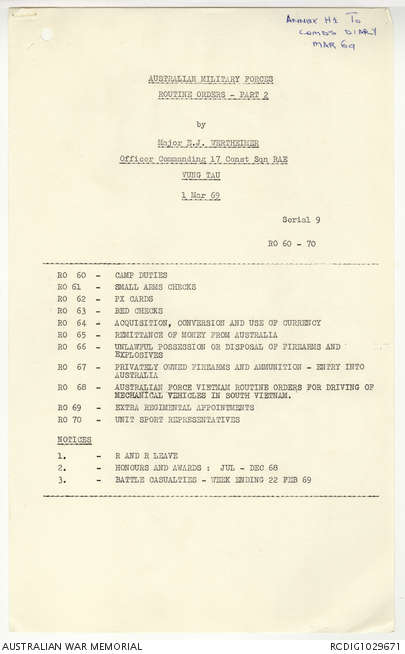 ANNEX H1 TO
COMDS DIARY
MAR 69
AUSTRALIAN MILITARY FORCES
ROUTINE ORDERS - PART 2
by
Major E.J. WERTHEIMER
Officer Commanding 17 Const Sqn RAE
VUNG TAU
1 Mar 69
Serial 9
RO 60 - 70
RO 60 - CAMP DUTIES
RO 61 - SMALL ARMS CHECKS
RO 62 - PX CARDS
RO 63 - BED CHECKS
RO 64 - ACQUISITION, CONVERSION AND USE OF CURRENCY
RO 65 - REMITTANCE OF MONEY FROM AUSTRALIA
RO 66 - UNLAWFUL POSSESSION OR DISPOSAL OF FIREARMS AND
EXPLOSIVES
RO 67 - PRIVATELY OWNED FIREARMS AND AMMUNITION - ENTRY INTO
AUSTRALIA
RO 68 - AUSTRALIAN FORCE VIETNAM ROUTINE ORDERS FOR DRIVING OF
MECHANICAL VEHICLES IN SOUTH VIETNAM.
RO 69 - EXTRA REGIMENTAL APPOINTMENTS
RO 70 - UNIT SPORT REPRESENTATIVES
NOTICES
1. - R AND R LEAVE
2. - HONOURS AND AWARDS : JUL - DEC 68
3. - BATTLE CASUALTIES - WEEK ENDING 22 FEB 69
AUSTRALIAN WAR MEMORIAL
RCDIG1029671